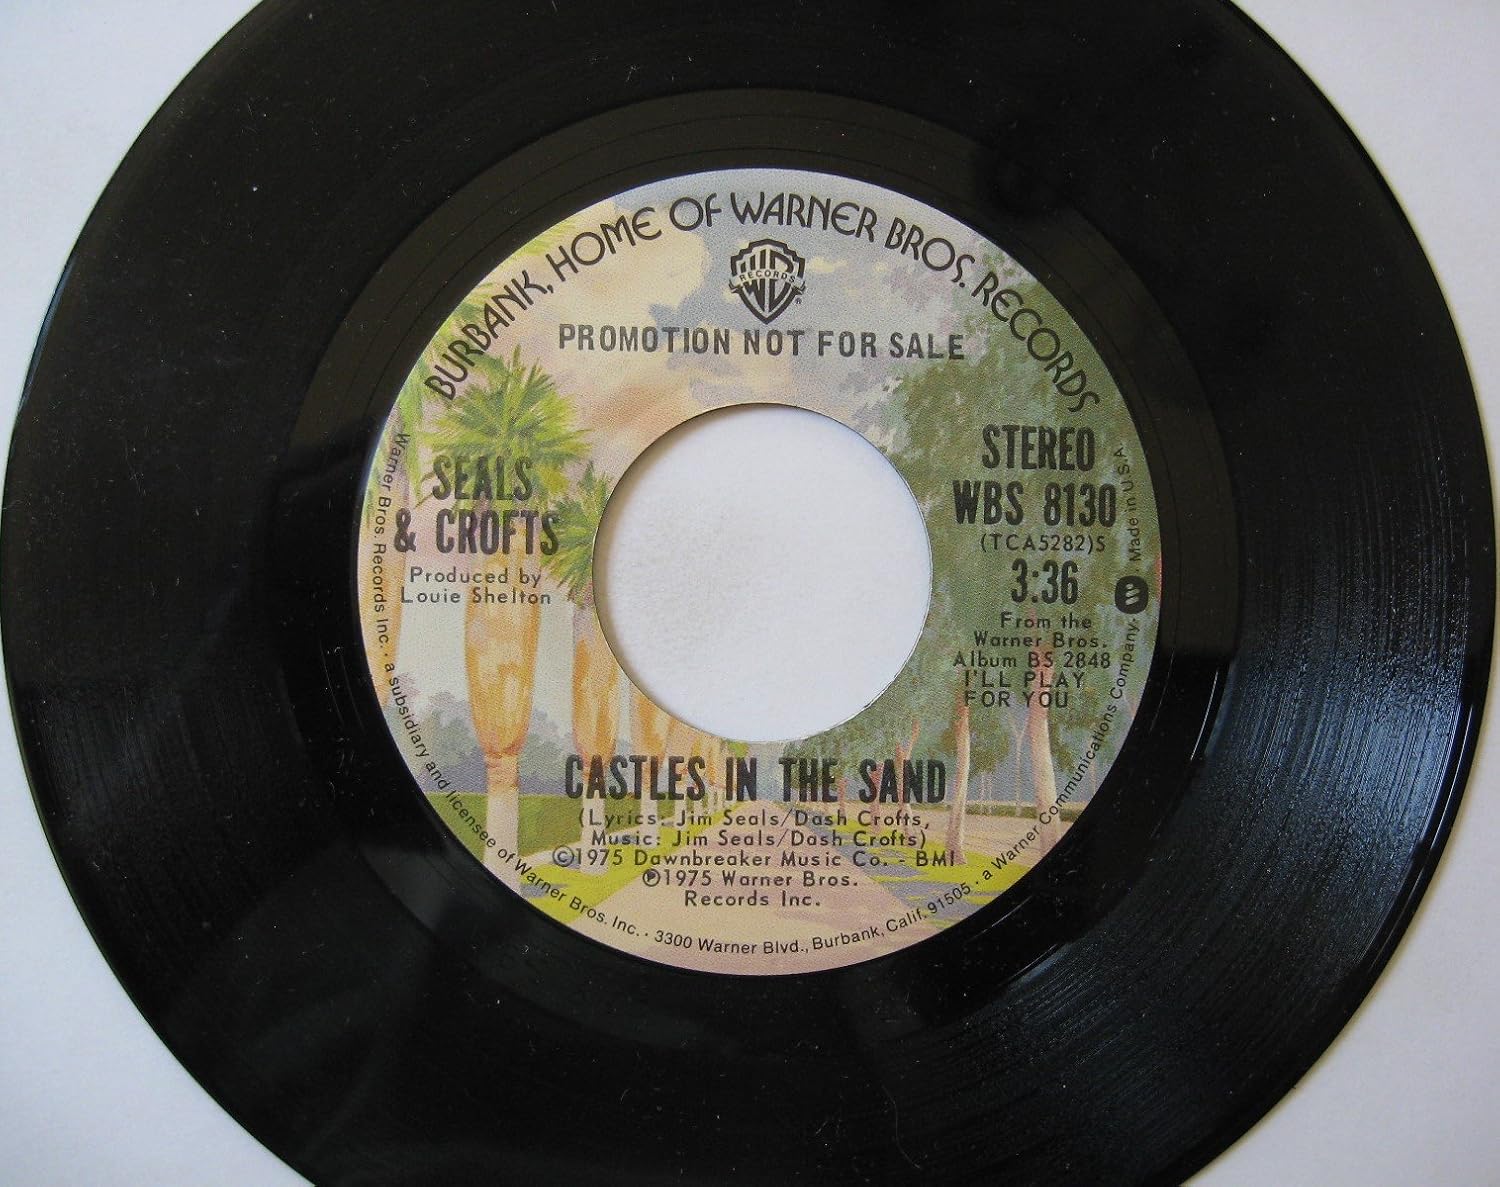 BURBANK, HOME OF WARNER BROS. RECORDS
WB
RECORDS
®
PROMOTION NOT FOR SALE
SEALS
& CROFTS
Produced by
Louie Shelton
STEREO
WBS 8130
(TCA5282)S
3:36
From the
Warner Bros.
Album BS 2848
I'LL PLAY
FOR YOU
CASTLES IN THE SAND
(Lyrics: Jim Seals/Dash Crofts,
Music: Jim Seals/Dash Crofts)
©1975 Dawnbreaker Music Co. - BMI
℗1975 Warner Bros.
Records Inc.
Warner Bros. Records Inc. • a subsidiary and licensee of Warner Bros. Inc. • 3300 Warner Blvd., Burbank, Calif. 91505 • a Warner Communications Company. Made in U.S.A.